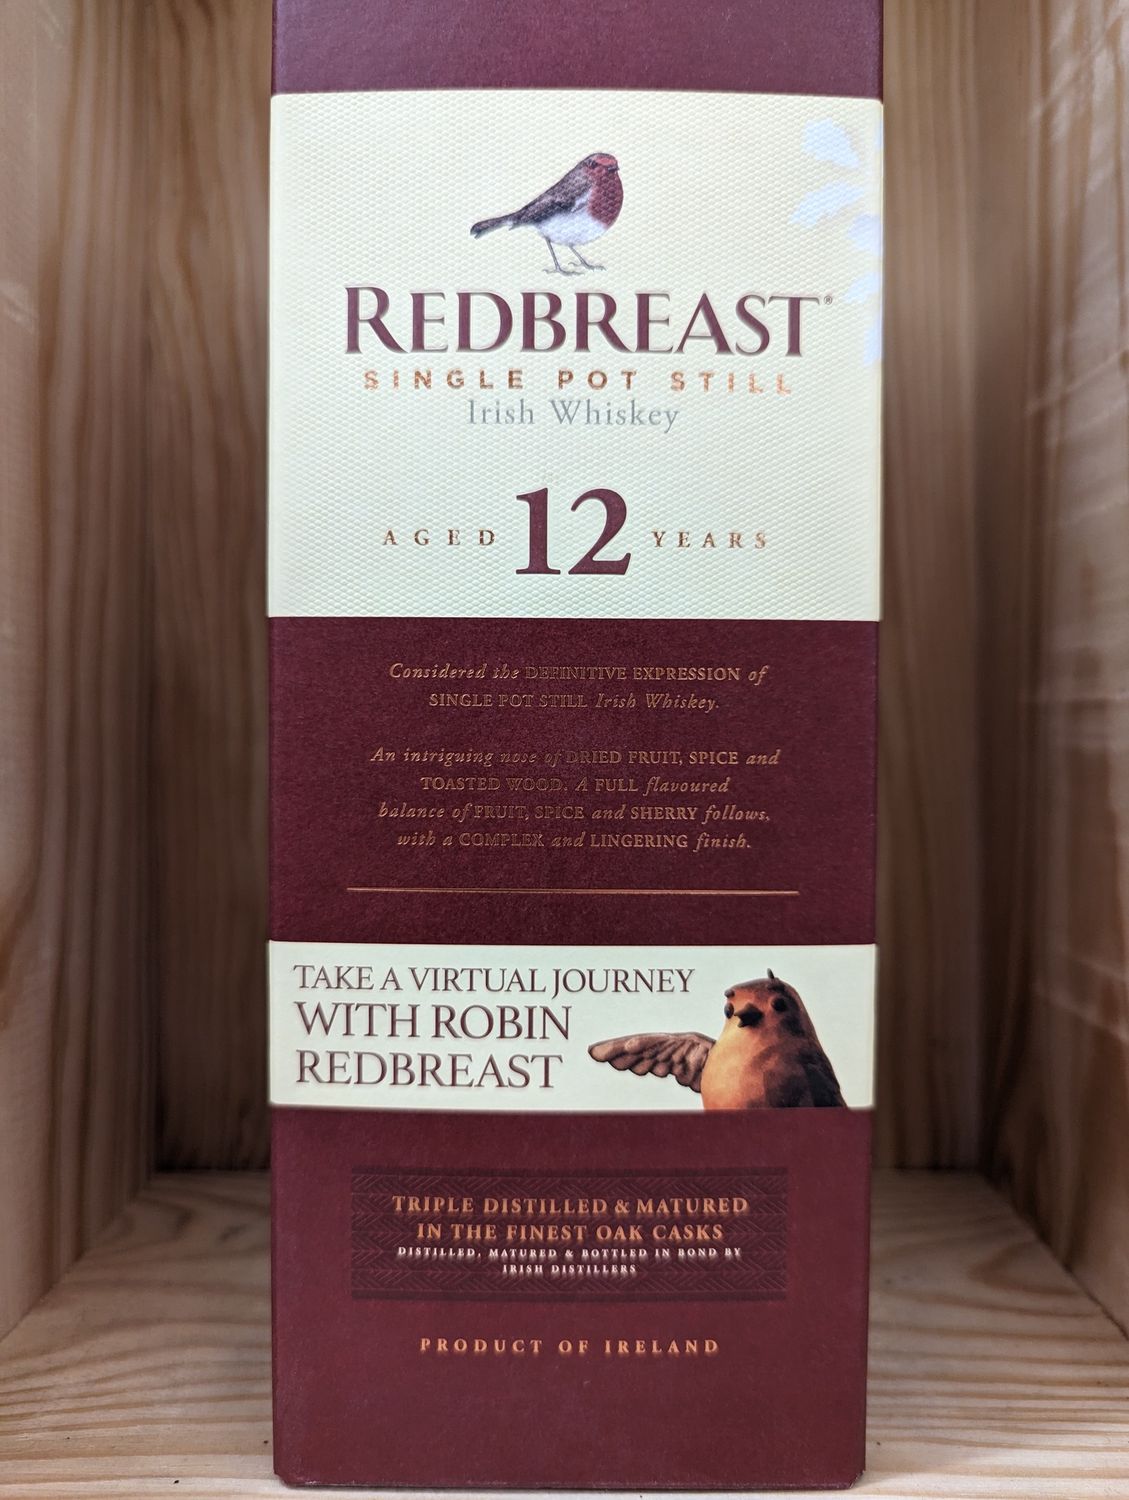 REDBREAST®
SINGLE POT STILL
Irish Whiskey
AGED 12 YEARS
Considered the DEFINITIVE EXPRESSION of
SINGLE POT STILL Irish Whiskey.
An intriguing nose of DRIED FRUIT, SPICE and
TOASTED WOOD. A FULL flavoured
balance of FRUIT, SPICE and SHERRY follows,
with a COMPLEX and LINGERING finish.
TAKE A VIRTUAL JOURNEY
WITH ROBIN
REDBREAST
TRIPLE DISTILLED & MATURED
IN THE FINEST OAK CASKS
DISTILLED, MATURED & BOTTLED IN BOND BY
IRISH DISTILLERS
PRODUCT OF IRELAND